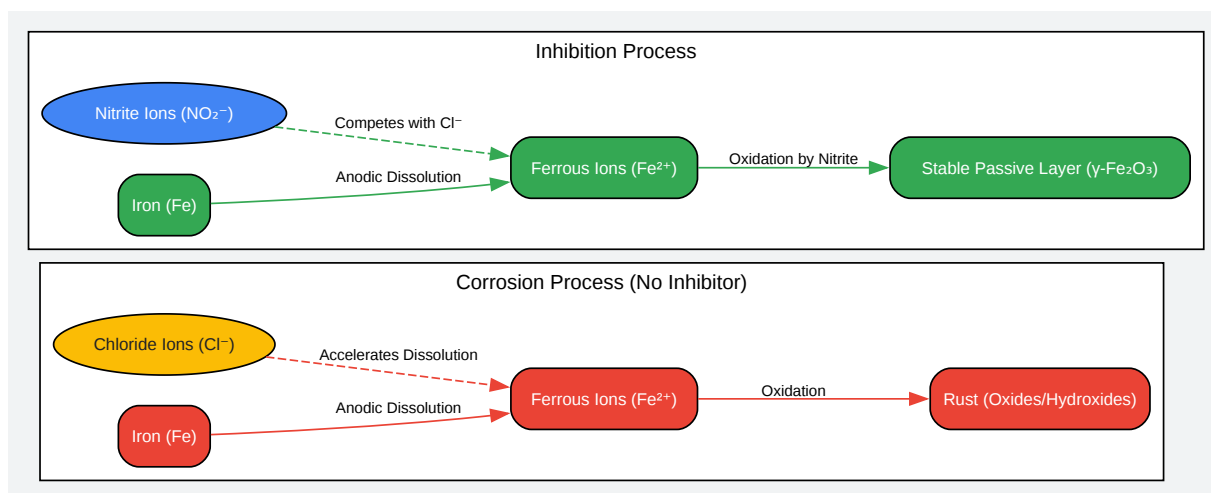 Inhibition Process
Nitrite Ions (NO₂⁻)
Competes with Cl⁻
Ferrous Ions (Fe²⁺)
Oxidation by Nitrite
Stable Passive Layer (γ-Fe₂O₃)
Anodic Dissolution
Iron (Fe)
Corrosion Process (No Inhibitor)
Chloride Ions (Cl⁻)
Accelerates Dissolution
Ferrous Ions (Fe²⁺)
Oxidation
Rust (Oxides/Hydroxides)
Anodic Dissolution
Iron (Fe)